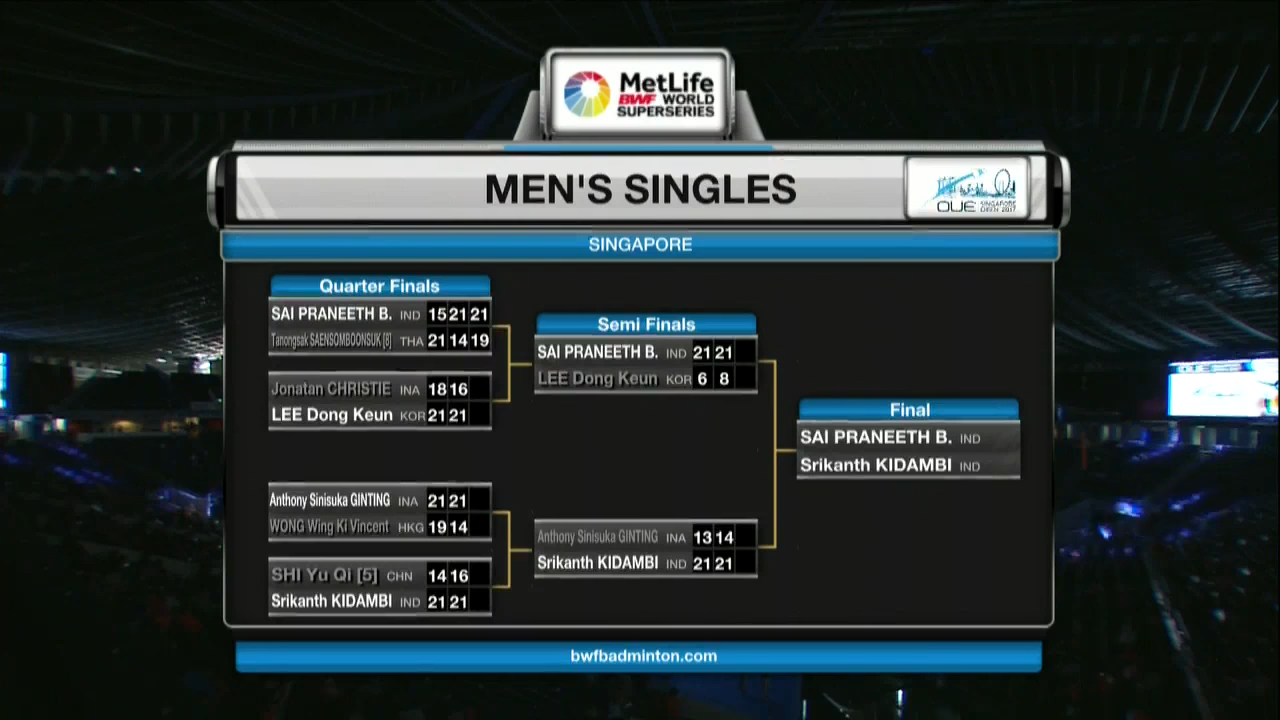 MetLife
BWF WORLD
SUPERSERIES
MEN'S SINGLES
OUE SINGAPORE
OPEN 2017
SINGAPORE
Quarter Finals
SAI PRANEETH B. IND 15 21 21
Tanongsak SAENSOMBOONSUK [8] THA 21 14 19
Jonatan CHRISTIE INA 18 16
LEE Dong Keun KOR 21 21
Anthony Sinisuka GINTING INA 21 21
WONG Wing Ki Vincent HKG 19 14
SHI Yu Qi [5] CHN 14 16
Srikanth KIDAMBI IND 21 21
Semi Finals
SAI PRANEETH B. IND 21 21
LEE Dong Keun KOR 6 8
Anthony Sinisuka GINTING INA 13 14
Srikanth KIDAMBI IND 21 21
Final
SAI PRANEETH B. IND
Srikanth KIDAMBI IND
bwfbadminton.com